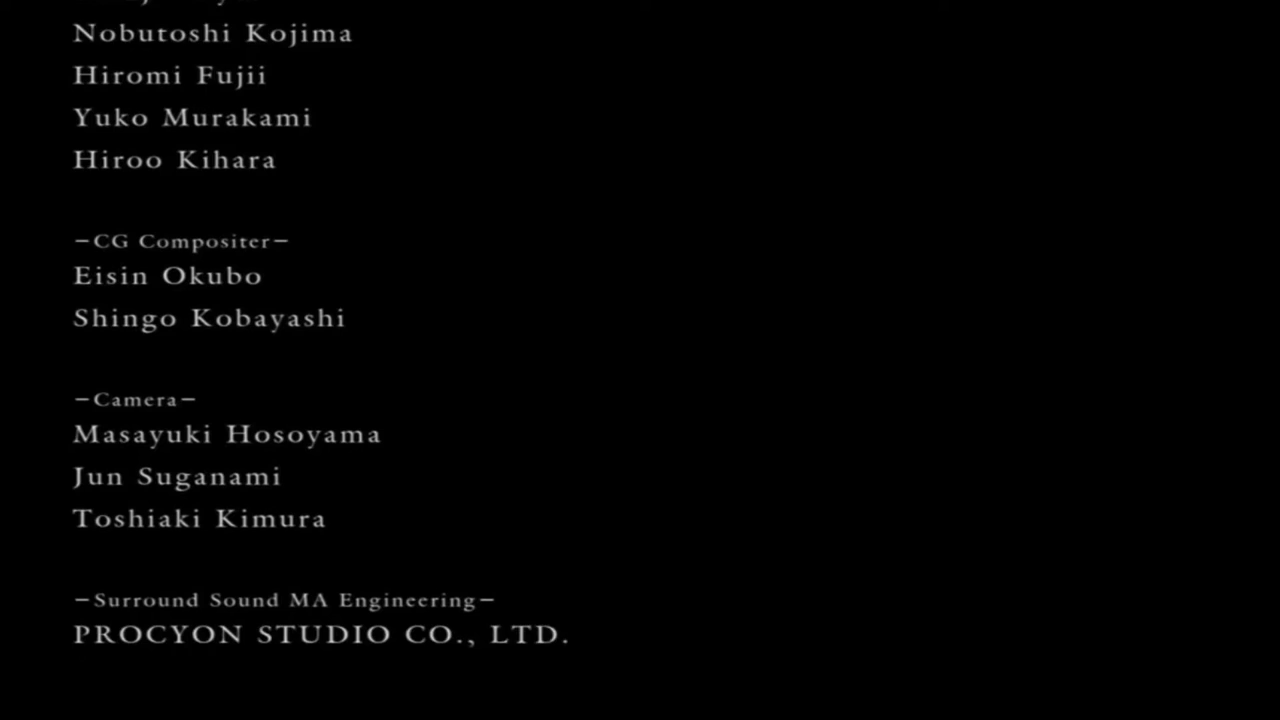 Nobutoshi Kojima
Hiromi Fujii
Yuko Murakami
Hiroo Kihara
−CG Compositer−
Eisin Okubo
Shingo Kobayashi
−Camera−
Masayuki Hosoyama
Jun Suganami
Toshiaki Kimura
−Surround Sound MA Engineering−
PROCYON STUDIO CO., LTD.